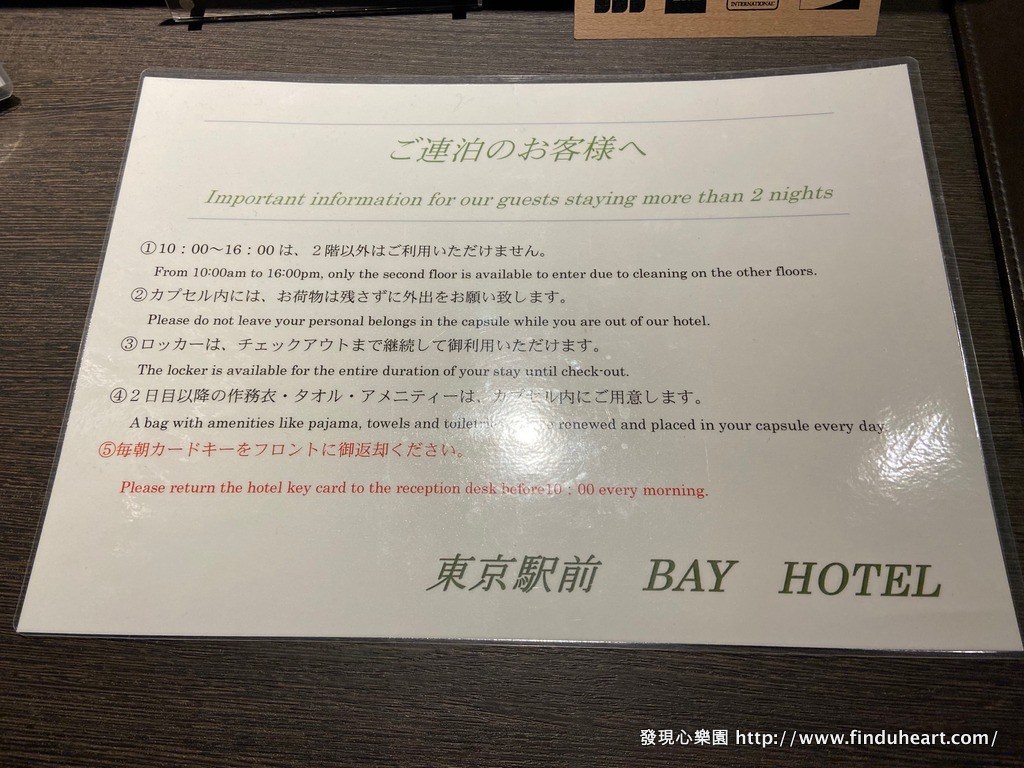 INTERNATIONAL
ご連泊のお客様へ
Important information for our guests staying more than 2 nights
①10：00～16：00は、２階以外はご利用いただけません。
From 10:00am to 16:00pm, only the second floor is available to enter due to cleaning on the other floors.
②カプセル内には、お荷物は残さずに外出をお願い致します。
Please do not leave your personal belongs in the capsule while you are out of our hotel.
③ロッカーは、チェックアウトまで継続して御利用いただけます。
The locker is available for the entire duration of your stay until check-out.
④２日目以降の作務衣・タオル・アメニティーは、カプセル内にご用意します。
A bag with amenities like pajama, towels and renewed and placed in your capsule every day.
⑤毎朝カードキーをフロントに御返却ください。
Please return the hotel key card to the reception desk before10：00 every morning.
東京駅前 BAY HOTEL
發現心樂園 http://www.finduheart.com/